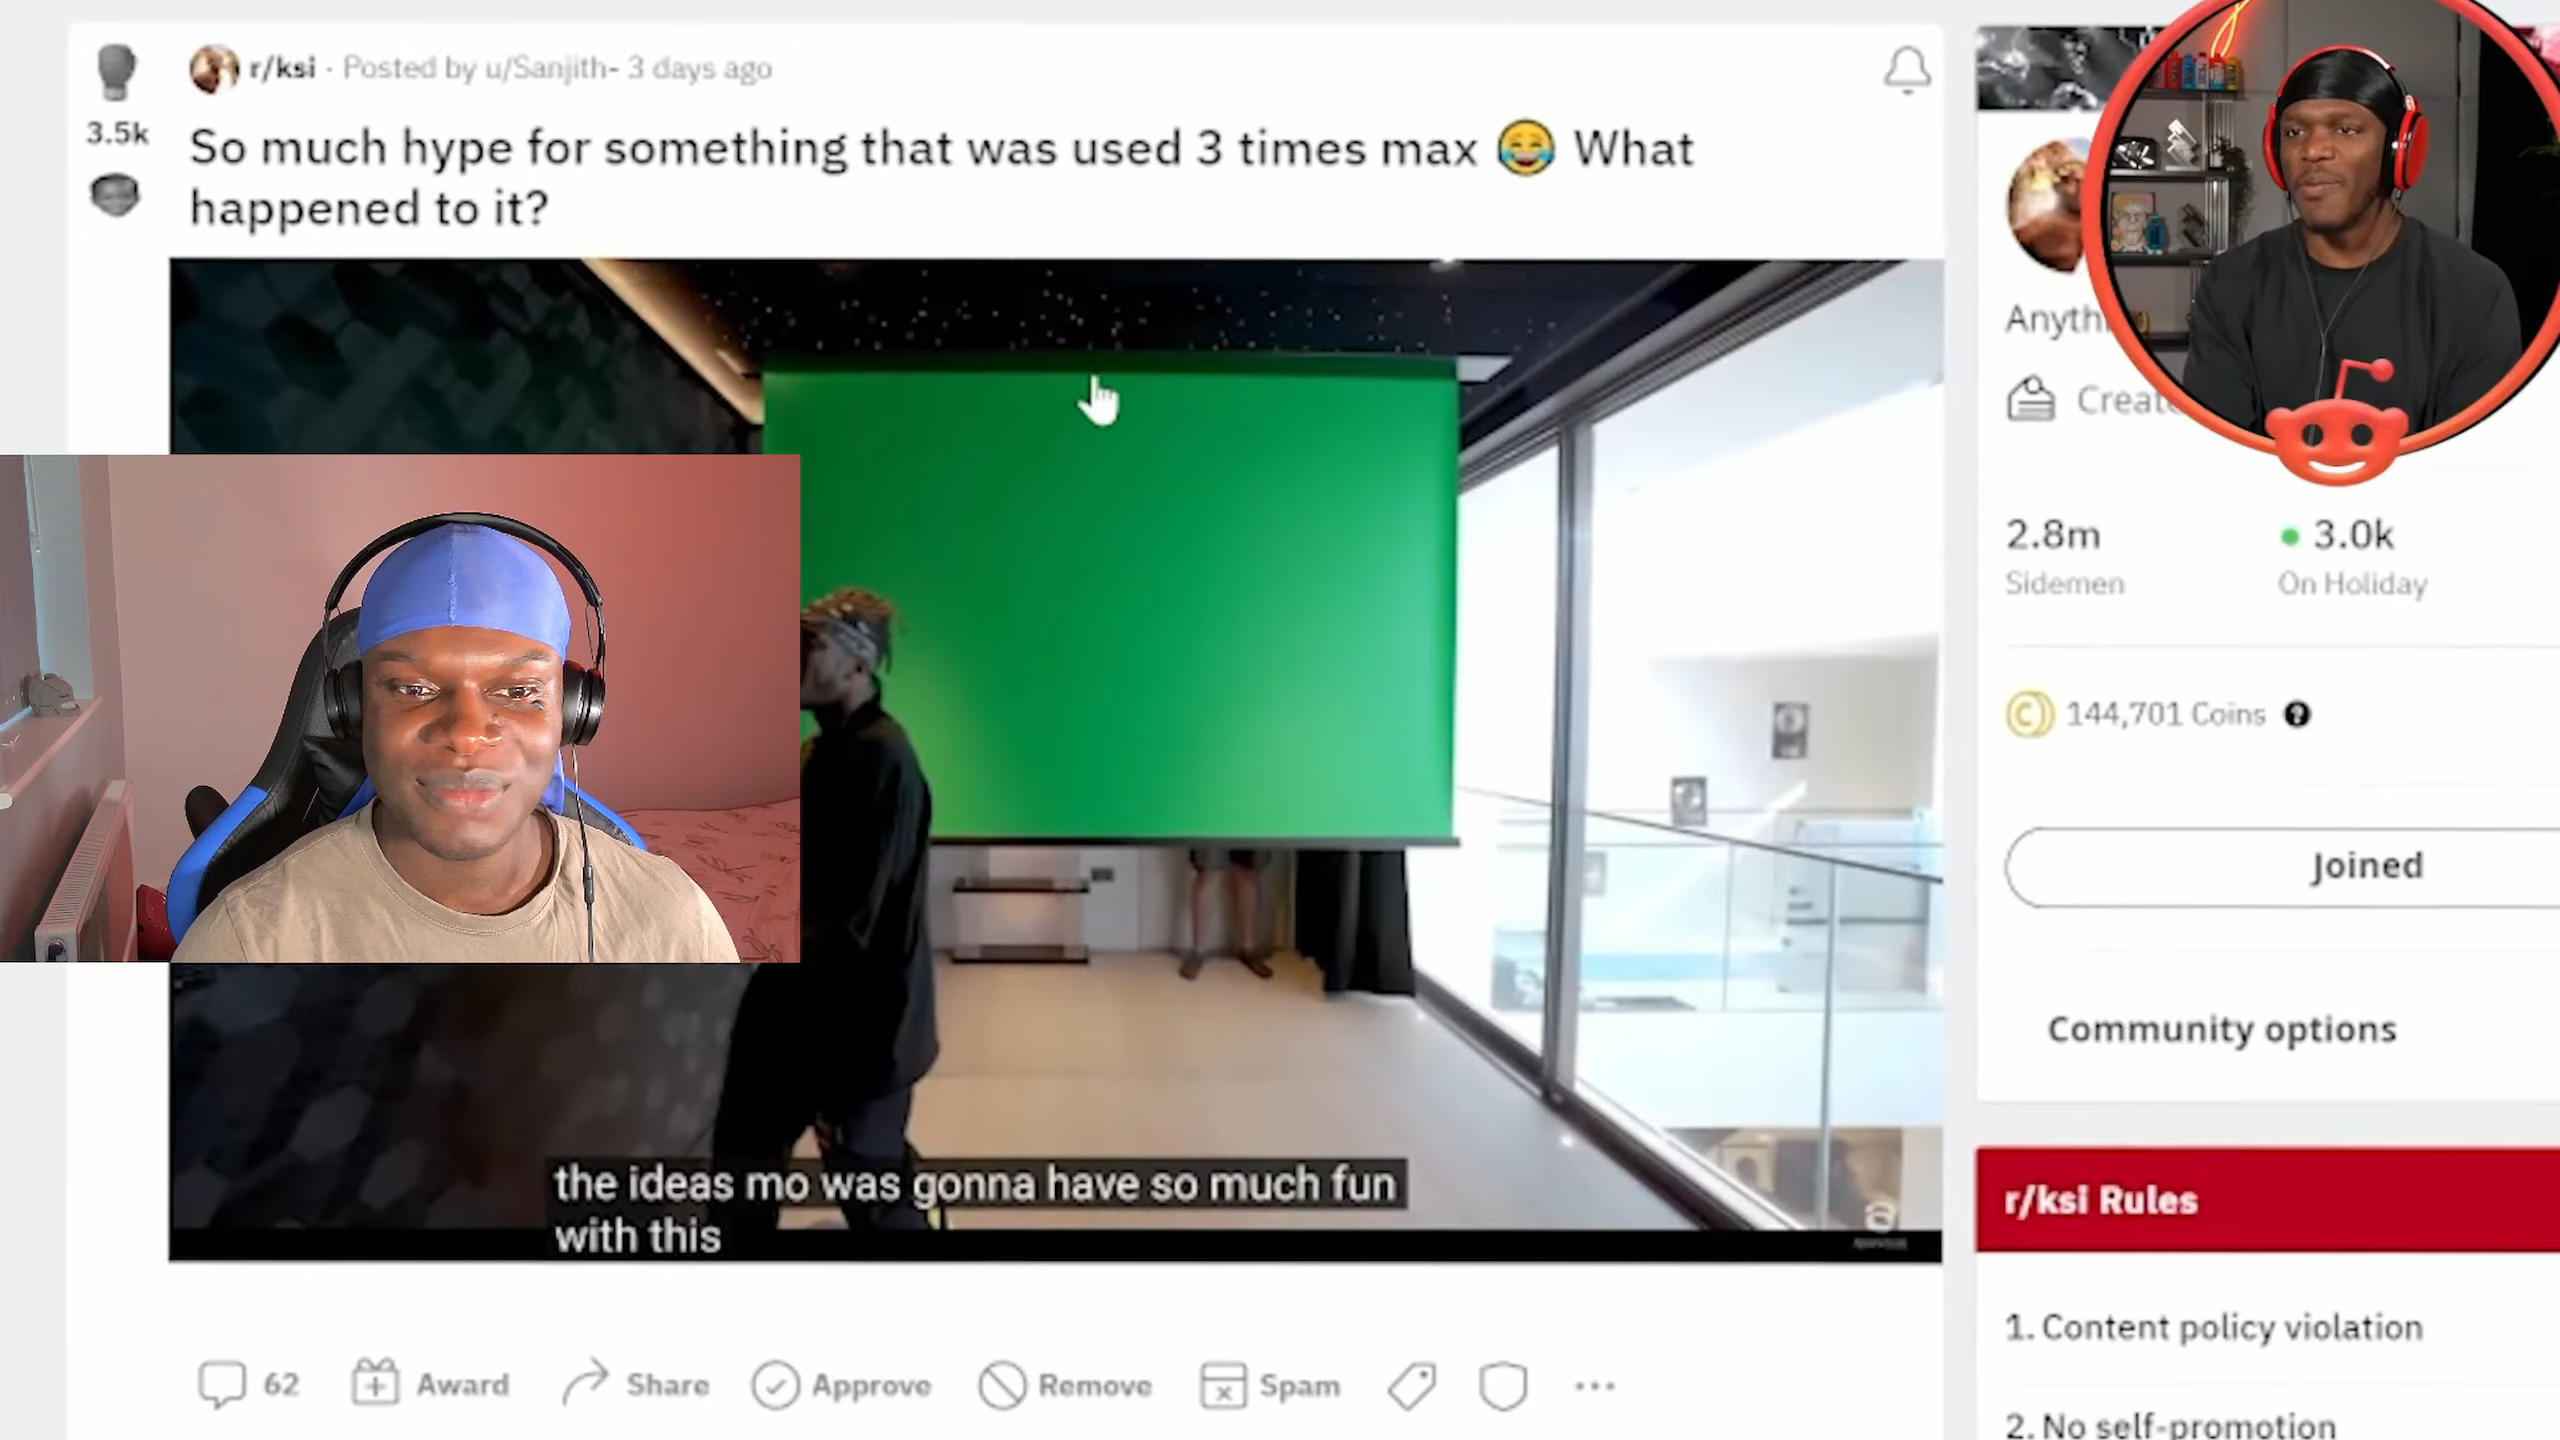 r/ksi · Posted by u/Sanjith- 3 days ago
3.5k
So much hype for something that was used 3 times max 😂 What
happened to it?
the ideas mo was gonna have so much fun
with this
62
Award
Share
Approve
Remove
Spam
...
2.8m
Sidemen
3.0k
On Holiday
144,701 Coins
Joined
Community options
r/ksi Rules
1. Content policy violation
2. No self-promotion